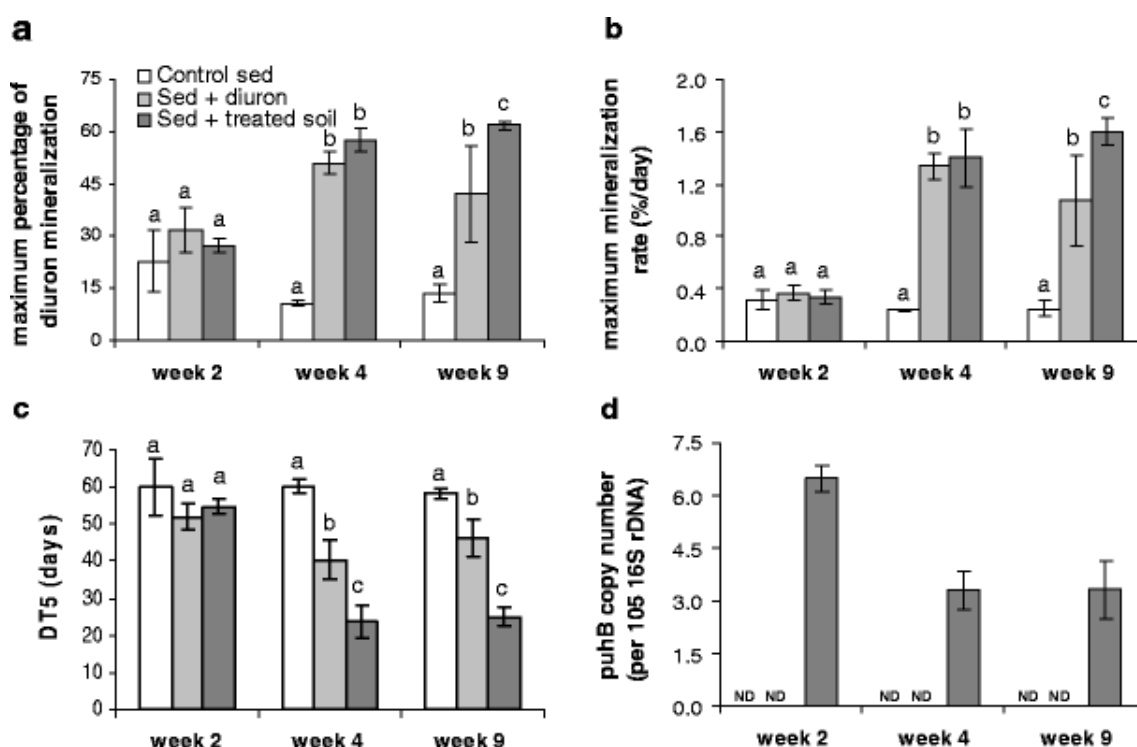 a
maximum percentage of
diuron mineralization
Control sed
Sed + diuron
Sed + treated soil
75
60
45
30
15
0
a a a
a b b
a b c
week 2 week 4 week 9
b
maximum mineralization
rate (%/day)
2.0
1.6
1.2
0.8
0.4
0.0
a a a
a b b
a b c
week 2 week 4 week 9
c
DT5 (days)
70
60
50
40
30
20
10
0
a a a
a b c
a b c
week 2 week 4 week 9
d
puhB copy number
(per 105 16S rDNA)
7.5
6.0
4.5
3.0
1.5
0.0
ND ND
ND ND
ND ND
week 2 week 4 week 9